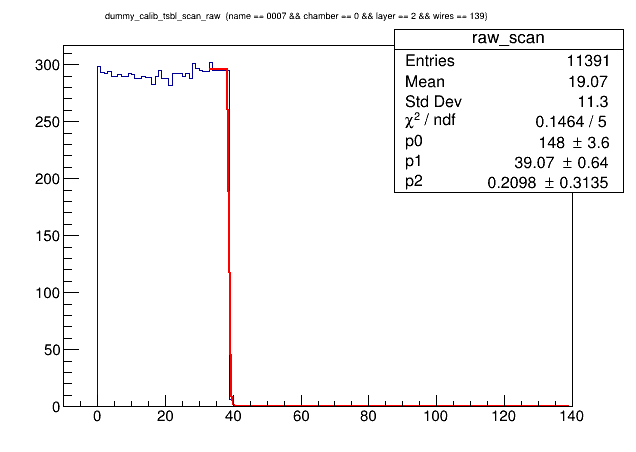 dummy_calib_tsbl_scan_raw  (name == 0007 && chamber == 0 && layer == 2 && wires == 139)
raw_scan
Entries 11391
Mean 19.07
Std Dev 11.3
χ² / ndf 0.1464 / 5
p0 148 ± 3.6
p1 39.07 ± 0.64
p2 0.2098 ± 0.3135
300
250
200
150
100
50
0
0 20 40 60 80 100 120 140